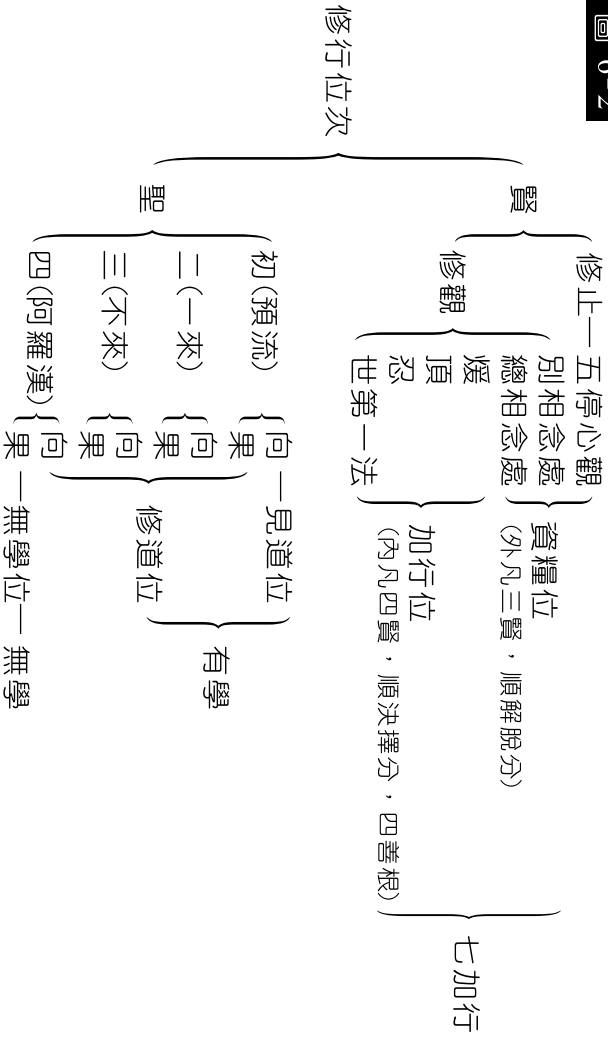 圖 6-2
修行位次
賢
修止—五停心觀
修觀
別相念處
總相念處
煖
頂
忍
世第一法
資糧位
(外凡三賢，順解脫分)
加行位
(內凡四賢，順決擇分，四善根)
七加行
聖
初(預流)
向—見道位
果
二(一來)
向
果
三(不來)
向
果
四(阿羅漢)
向
果—無學位—無學
修道位
有學